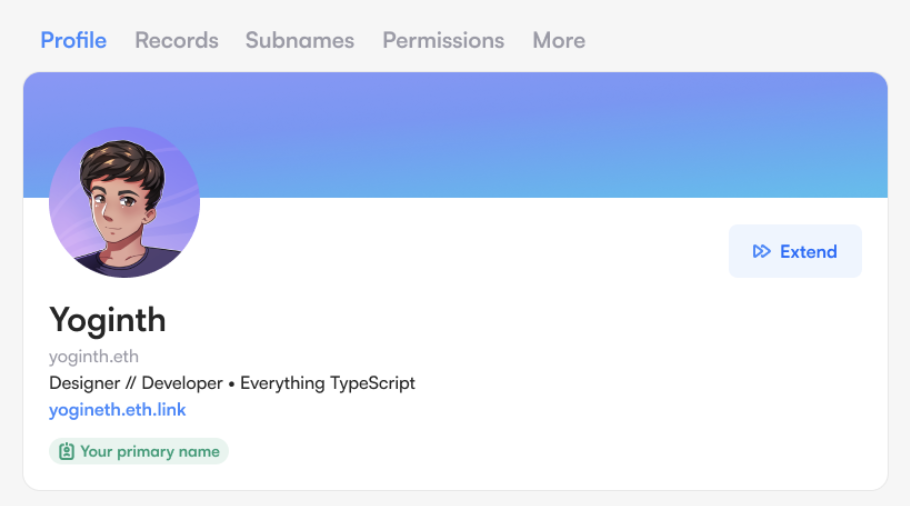 Profile Records Subnames Permissions More
Extend
Yoginth
yoginth.eth
Designer // Developer • Everything TypeScript
yogineth.eth.link
Your primary name